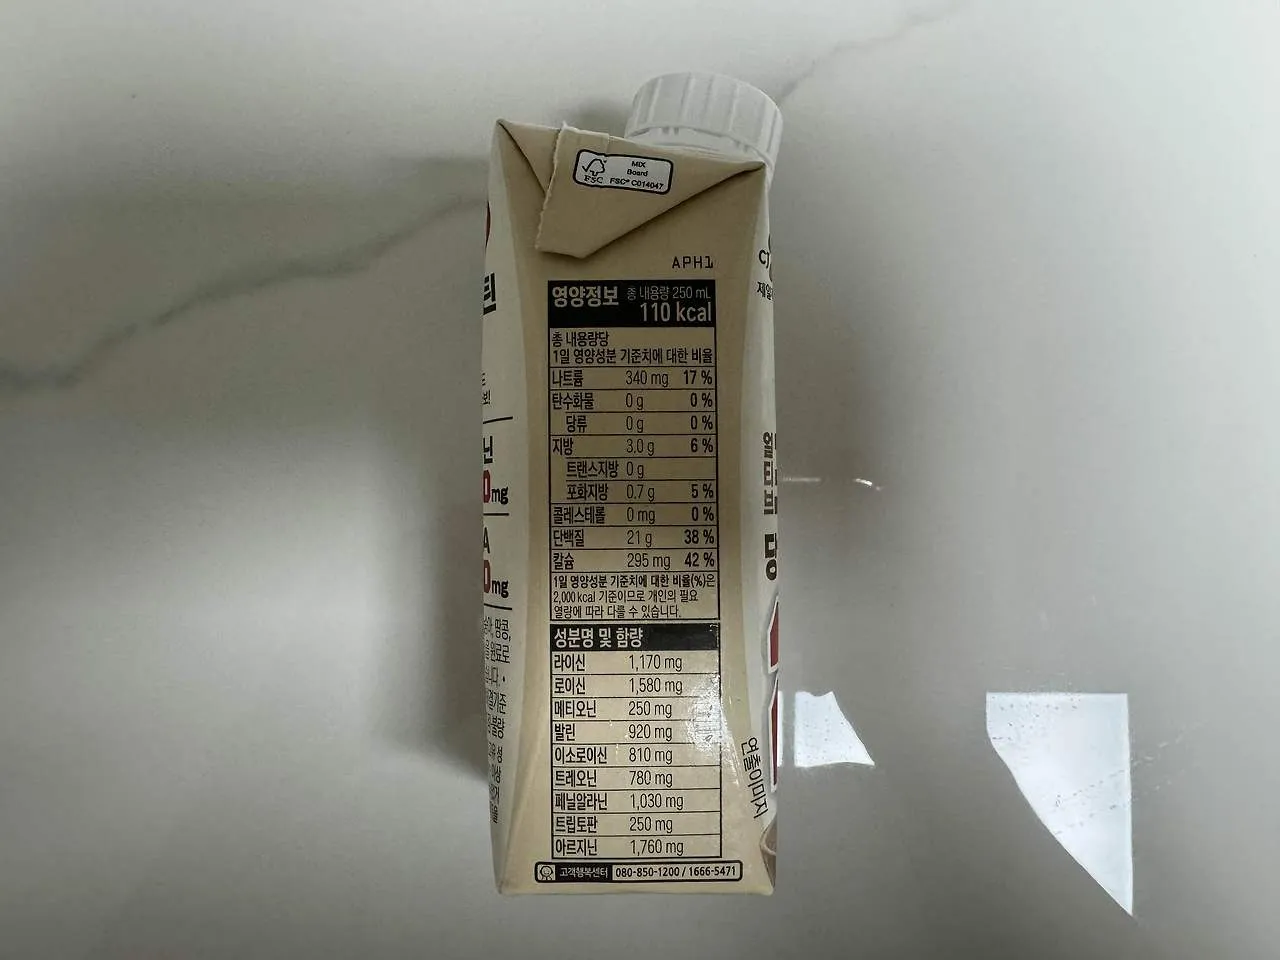 MIX
Board
FSC
FSC® C014047
APH1
영양정보 총 내용량 250 mL
110 kcal
총 내용량당
1일 영양성분 기준치에 대한 비율
나트륨 340 mg 17 %
탄수화물 0 g 0 %
당류 0 g 0 %
지방 3.0 g 6 %
트랜스지방 0 g
포화지방 0.7 g 5 %
콜레스테롤 0 mg 0 %
단백질 21 g 38 %
칼슘 295 mg 42 %
1일 영양성분 기준치에 대한 비율(%)은
2,000 kcal 기준이므로 개인의 필요
열량에 따라 다를 수 있습니다.
성분명 및 함량
라이신 1,170 mg
로이신 1,580 mg
메티오닌 250 mg
발린 920 mg
이소로이신 810 mg
트레오닌 780 mg
페닐알라닌 1,030 mg
트립토판 250 mg
아르지닌 1,760 mg
고객행복센터 080-850-1200 / 1666-5471
닌
0mg
A
0mg
땅콩,
원료로
CJ
연출이미지